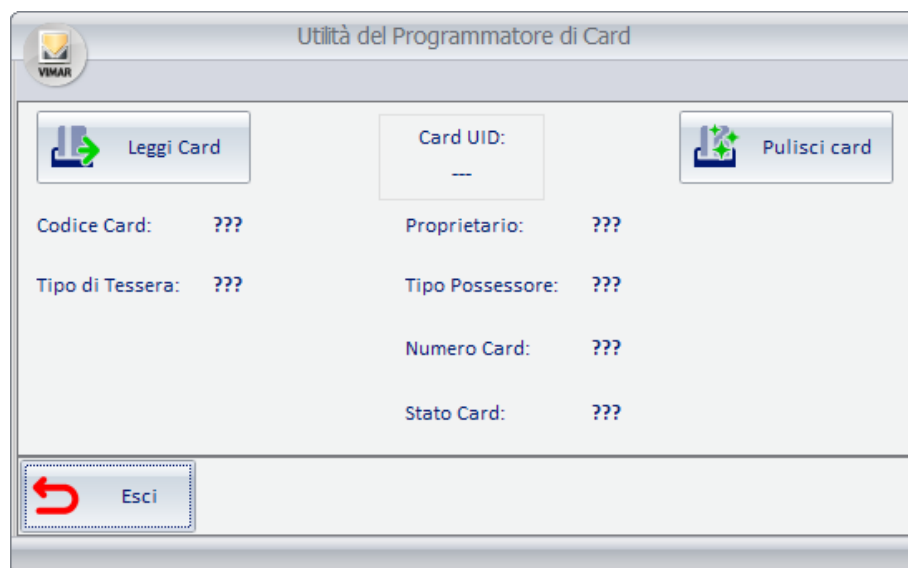 Utilità del Programmatore di Card
VIMAR
Leggi Card
Card UID:
---
Pulisci card
Codice Card: ???
Proprietario: ???
Tipo di Tessera: ???
Tipo Possessore: ???
Numero Card: ???
Stato Card: ???
Esci